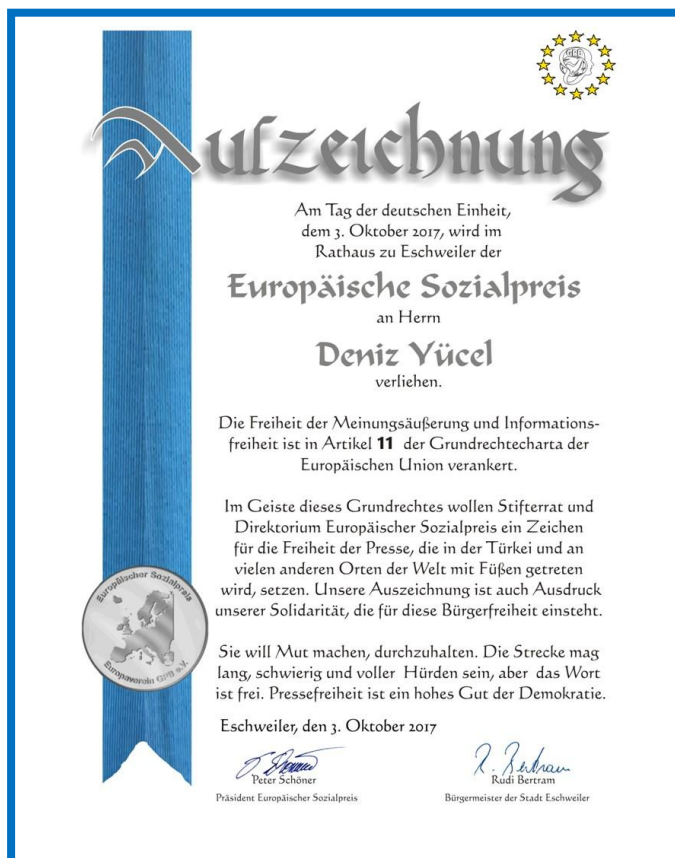 GPB
Aufzeichnung
Am Tag der deutschen Einheit,
dem 3. Oktober 2017, wird im
Rathaus zu Eschweiler der
Europäische Sozialpreis
an Herrn
Deniz Yücel
verliehen.
Die Freiheit der Meinungsäußerung und Informations-
freiheit ist in Artikel 11 der Grundrechtecharta der
Europäischen Union verankert.
Im Geiste dieses Grundrechtes wollen Stifterrat und
Direktorium Europäischer Sozialpreis ein Zeichen
für die Freiheit der Presse, die in der Türkei und an
vielen anderen Orten der Welt mit Füßen getreten
wird, setzen. Unsere Auszeichnung ist auch Ausdruck
unserer Solidarität, die für diese Bürgerfreiheit einsteht.
Sie will Mut machen, durchzuhalten. Die Strecke mag
lang, schwierig und voller Hürden sein, aber das Wort
ist frei. Pressefreiheit ist ein hohes Gut der Demokratie.
Europäischer Sozialpreis
Europaverein GPB e.V.
Eschweiler, den 3. Oktober 2017
R. Bertram
Peter Schöner
Rudi Bertram
Präsident Europäischer Sozialpreis
Bürgermeister der Stadt Eschweiler